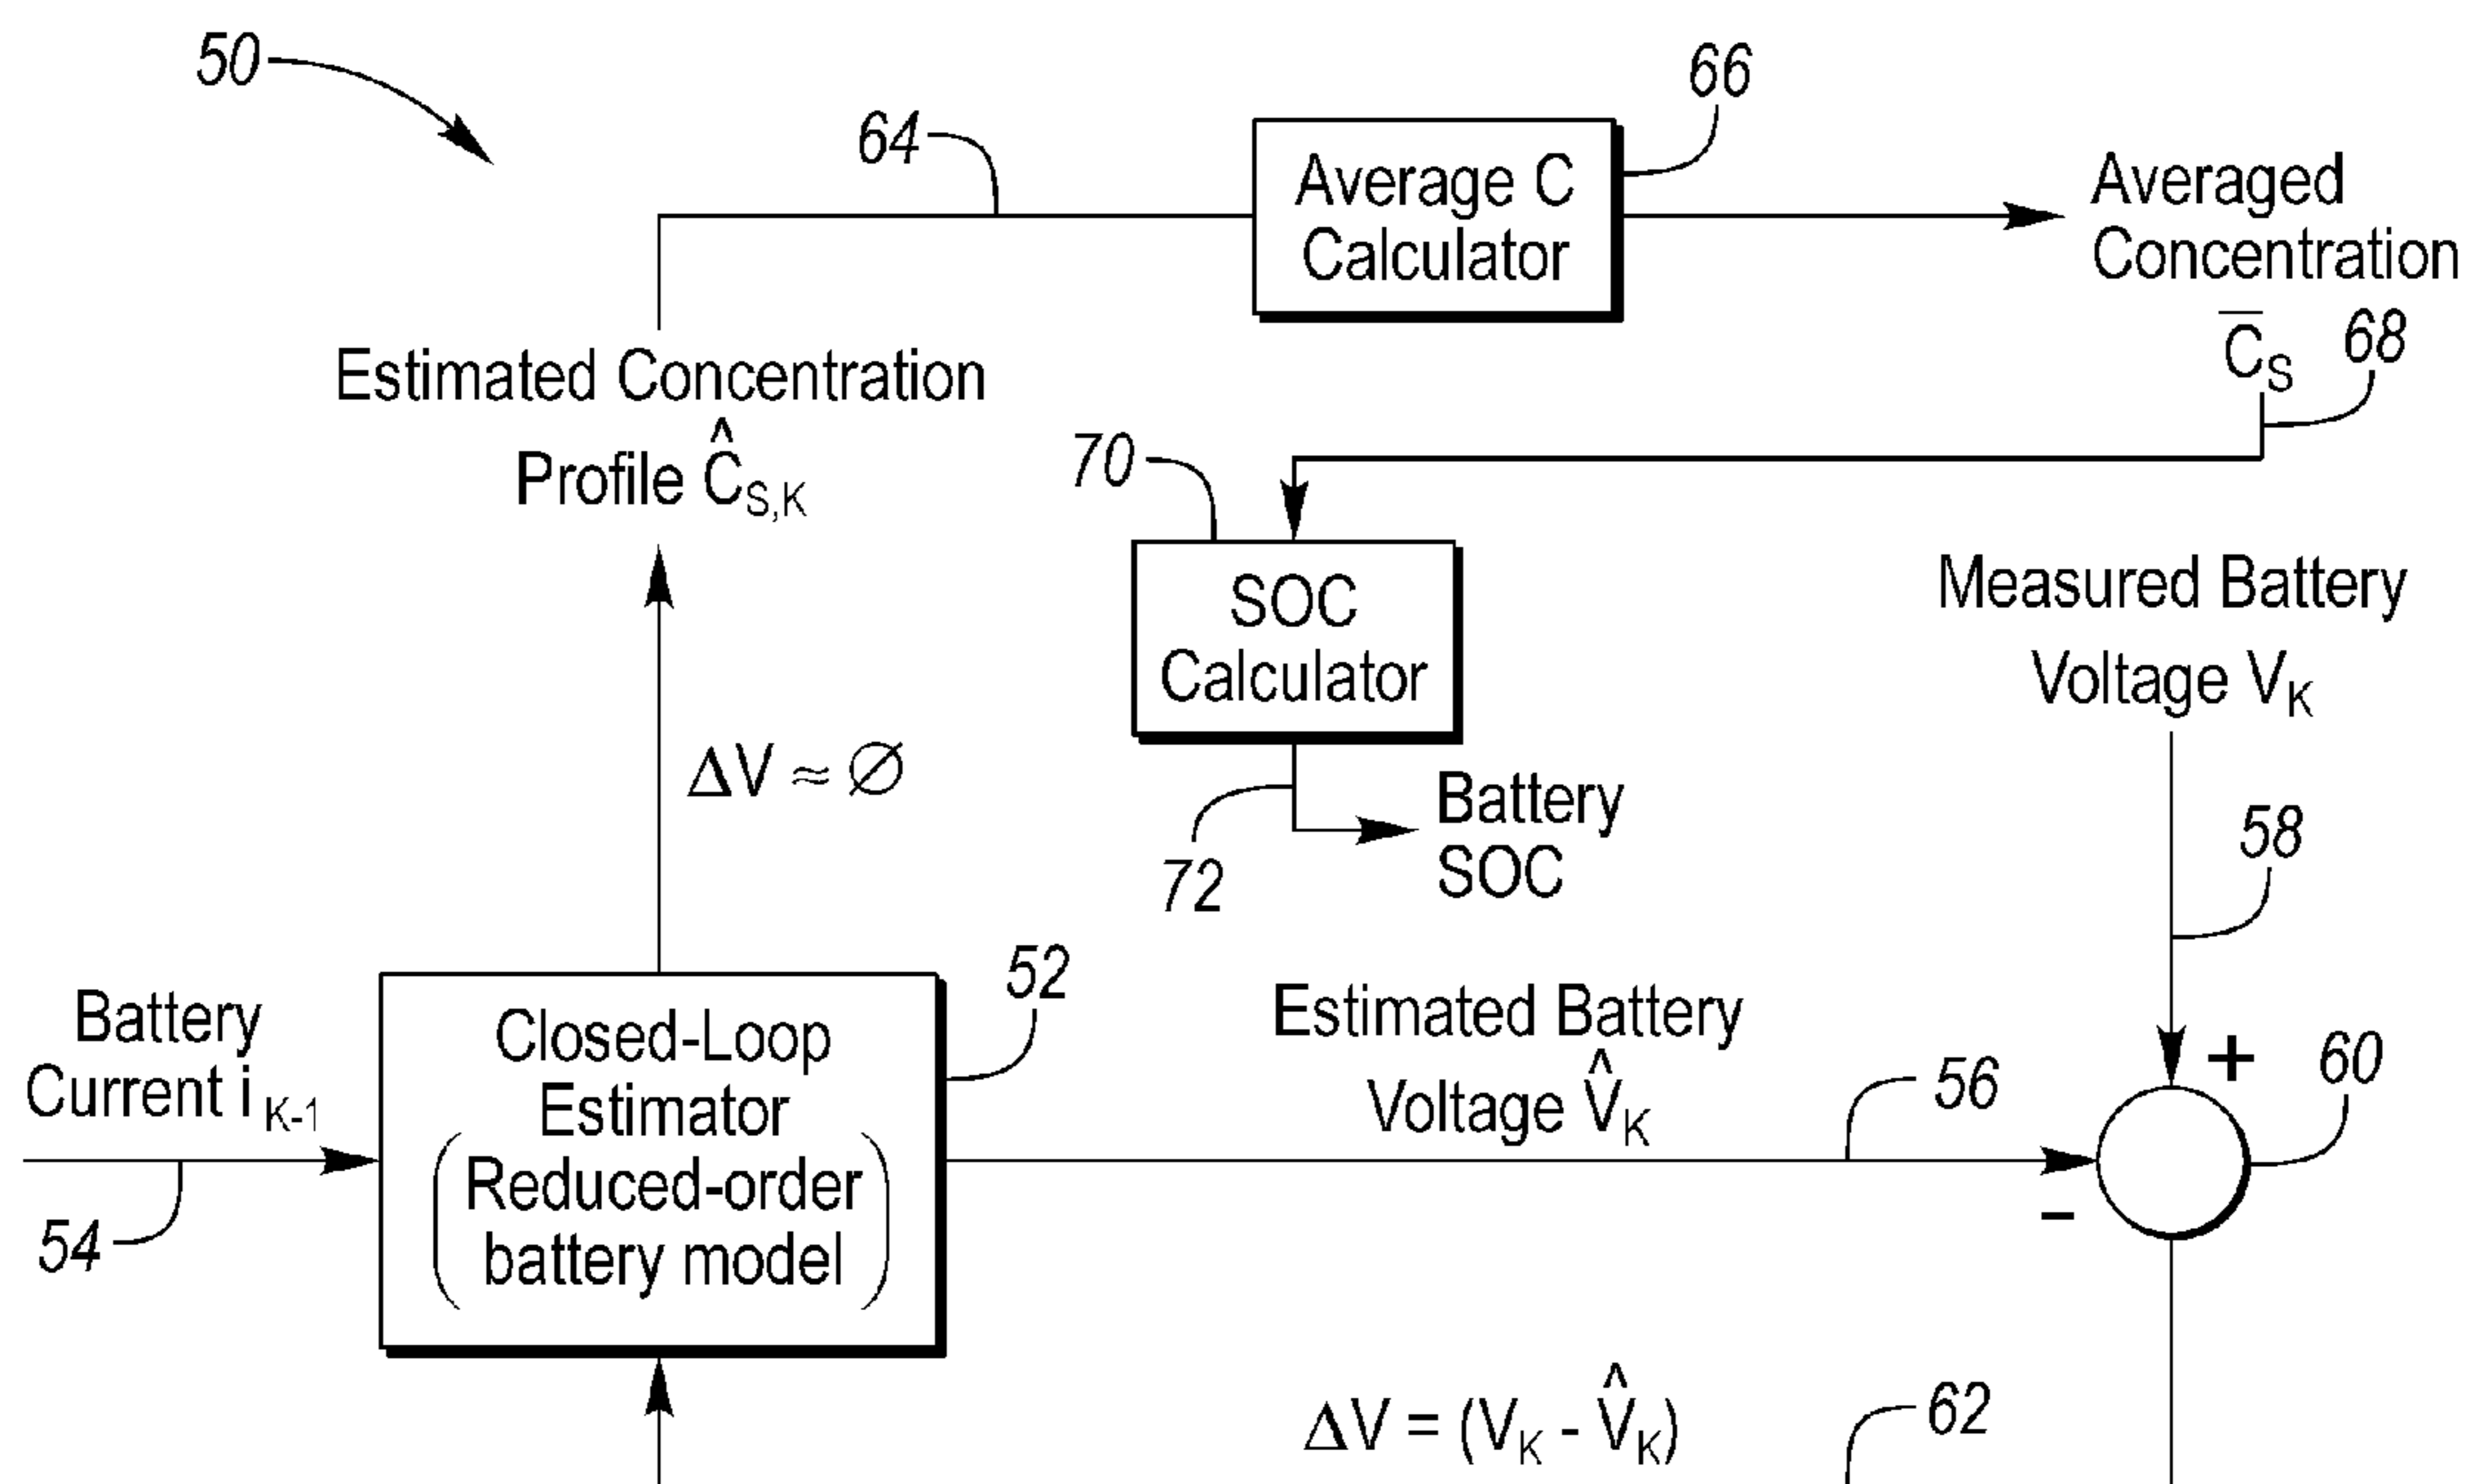 50
64
66
Average C
Calculator
Averaged
Concentration
C̅S
68
Estimated Concentration
Profile ĈS,K
70
SOC
Calculator
72
Battery
SOC
Measured Battery
Voltage VK
58
ΔV ≈ ∅
Battery
Current iK-1
54
52
Closed-Loop
Estimator
(Reduced-order
battery model)
Estimated Battery
Voltage V̂K
56
+
60
-
ΔV = (VK - V̂K)
62